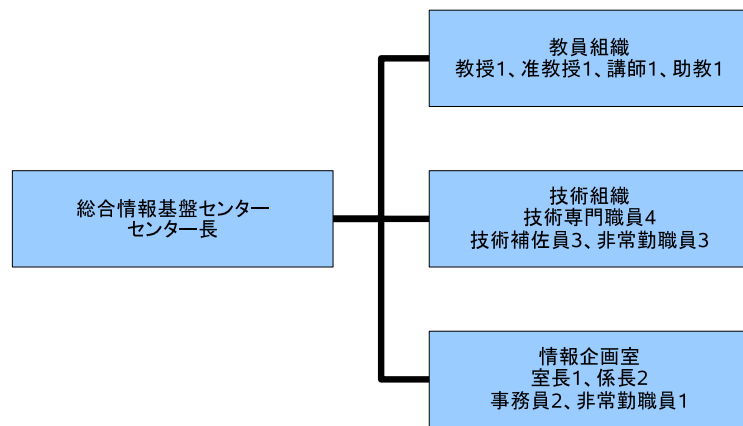 総合情報基盤センター
センター長
教員組織
教授1、准教授1、講師1、助教1
技術組織
技術専門職員4
技術補佐員3、非常勤職員3
情報企画室
室長1、係長2
事務員2、非常勤職員1